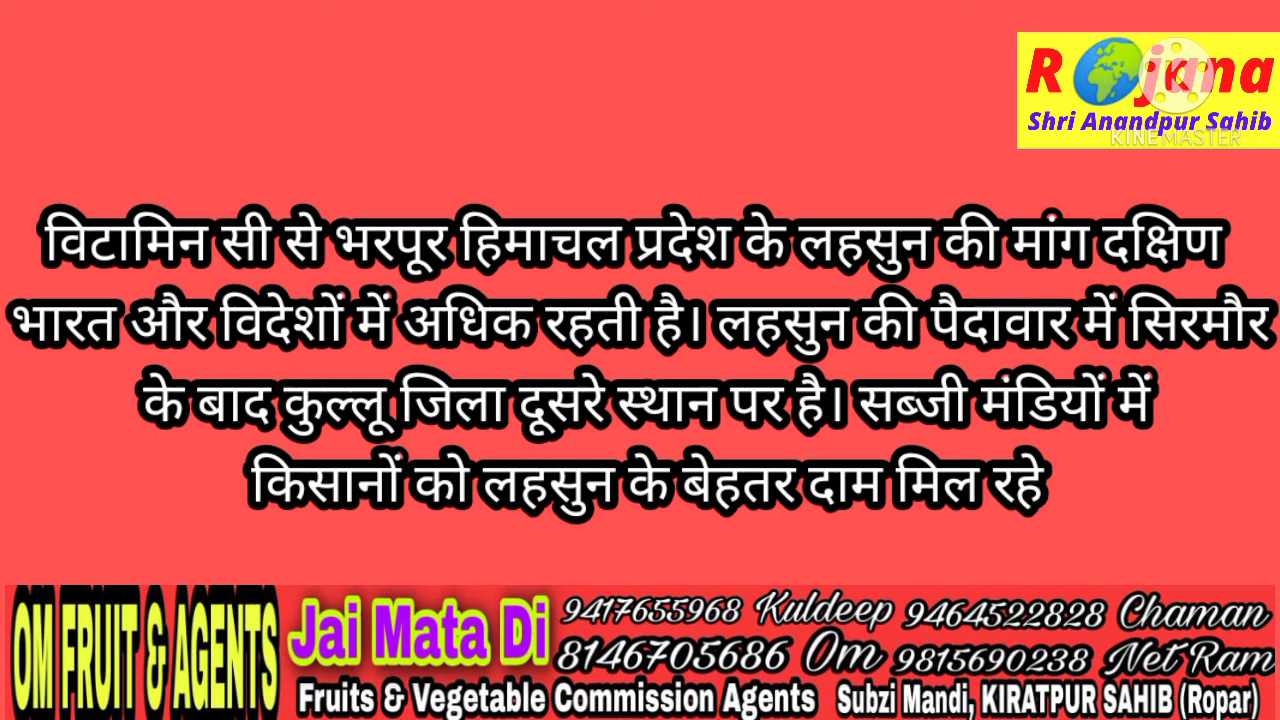 R🌍jana
Shri Anandpur Sahib
KINEMASTER
विटामिन सी से भरपूर हिमाचल प्रदेश के लहसुन की मांग दक्षिण
भारत और विदेशों में अधिक रहती है। लहसुन की पैदावार में सिरमौर
के बाद कुल्लू जिला दूसरे स्थान पर है। सब्जी मंडियों में
किसानों को लहसुन के बेहतर दाम मिल रहे
OM FRUIT & AGENTS
Jai Mata Di
9417655968 Kuldeep 9464522828 Chaman
8146705686 Om 9815690238 Net Ram
Fruits & Vegetable Commission Agents Subzi Mandi, KIRATPUR SAHIB (Ropar)